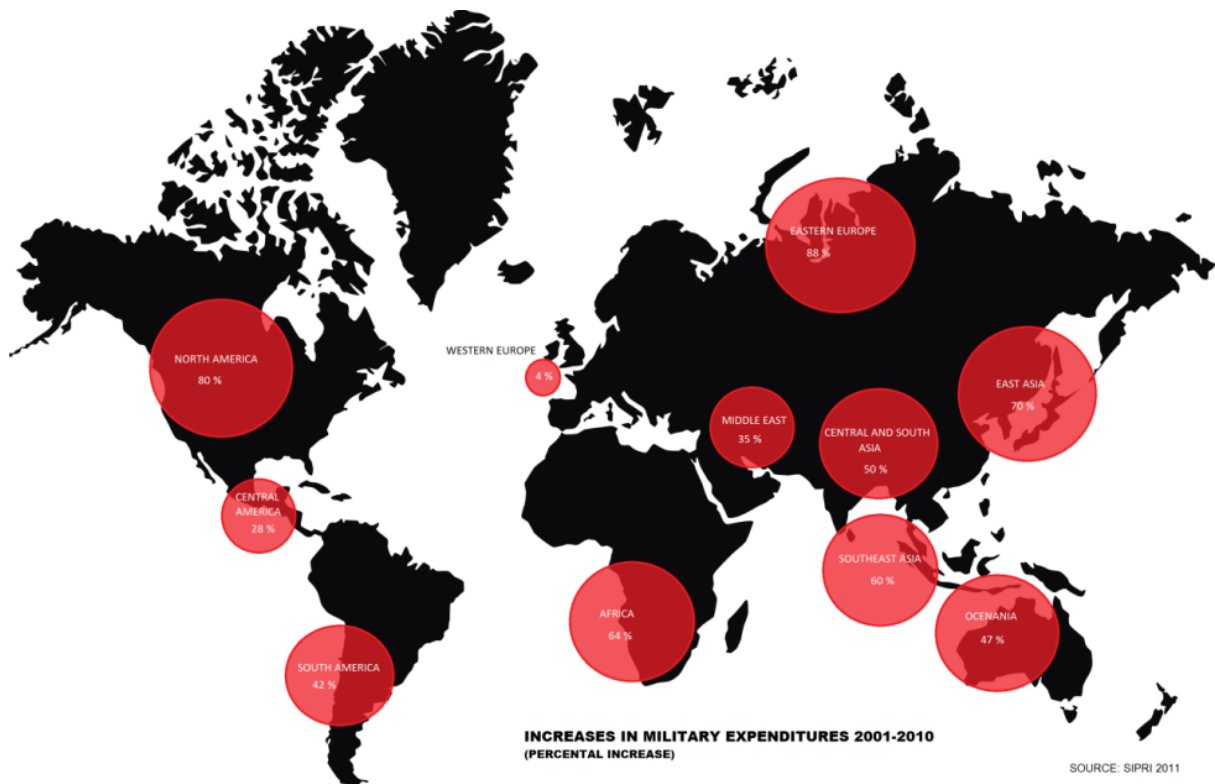 EASTERN EUROPE
88 %
WESTERN EUROPE
4 %
NORTH AMERICA
80 %
EAST ASIA
70 %
MIDDLE EAST
35 %
CENTRAL AND SOUTH
ASIA
50 %
CENTRAL
AMERICA
28 %
SOUTHEAST ASIA
60 %
AFRICA
64 %
OCENANIA
47 %
SOUTH AMERICA
42 %
INCREASES IN MILITARY EXPENDITURES 2001-2010
(PERCENTAL INCREASE)
SOURCE: SIPRI 2011